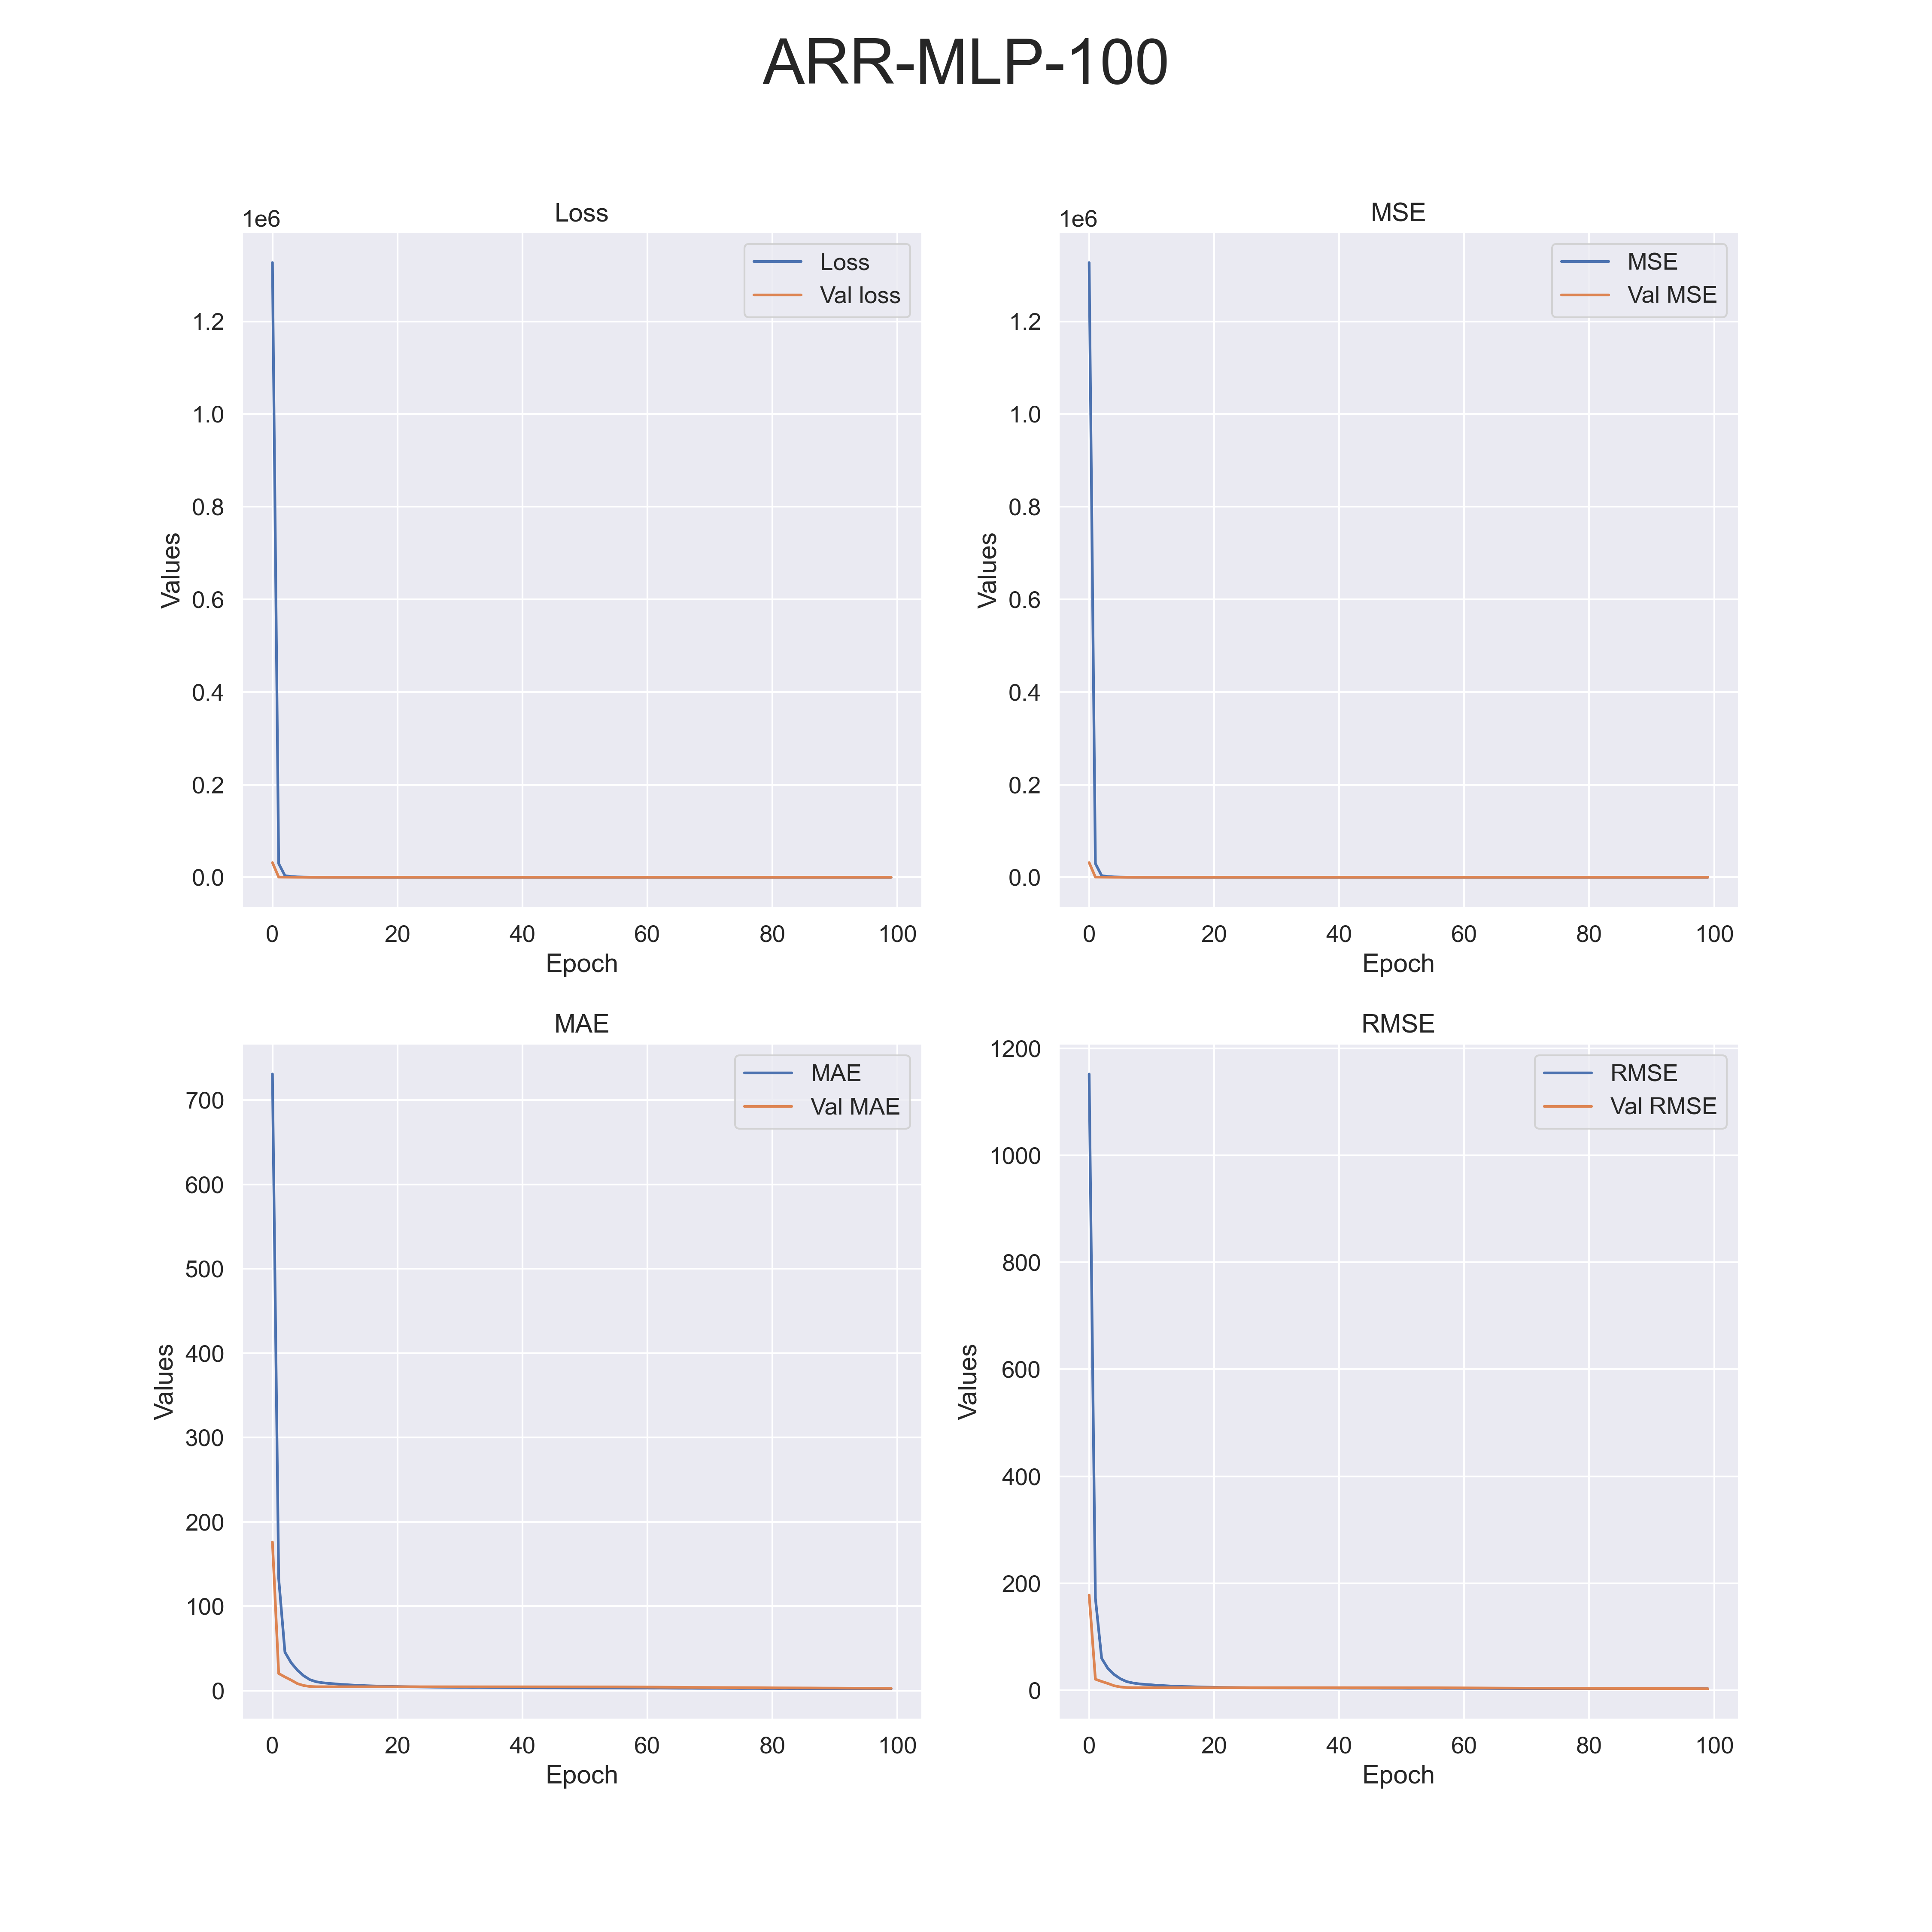 ARR-MLP-100
Loss
1e6
Loss
Val loss
1.2
1.0
0.8
0.6
0.4
0.2
0.0
Values
0 20 40 60 80 100
Epoch
MSE
1e6
MSE
Val MSE
1.2
1.0
0.8
0.6
0.4
0.2
0.0
Values
0 20 40 60 80 100
Epoch
MAE
MAE
Val MAE
700
600
500
400
300
200
100
0
Values
0 20 40 60 80 100
Epoch
RMSE
RMSE
Val RMSE
1200
1000
800
600
400
200
0
Values
0 20 40 60 80 100
Epoch